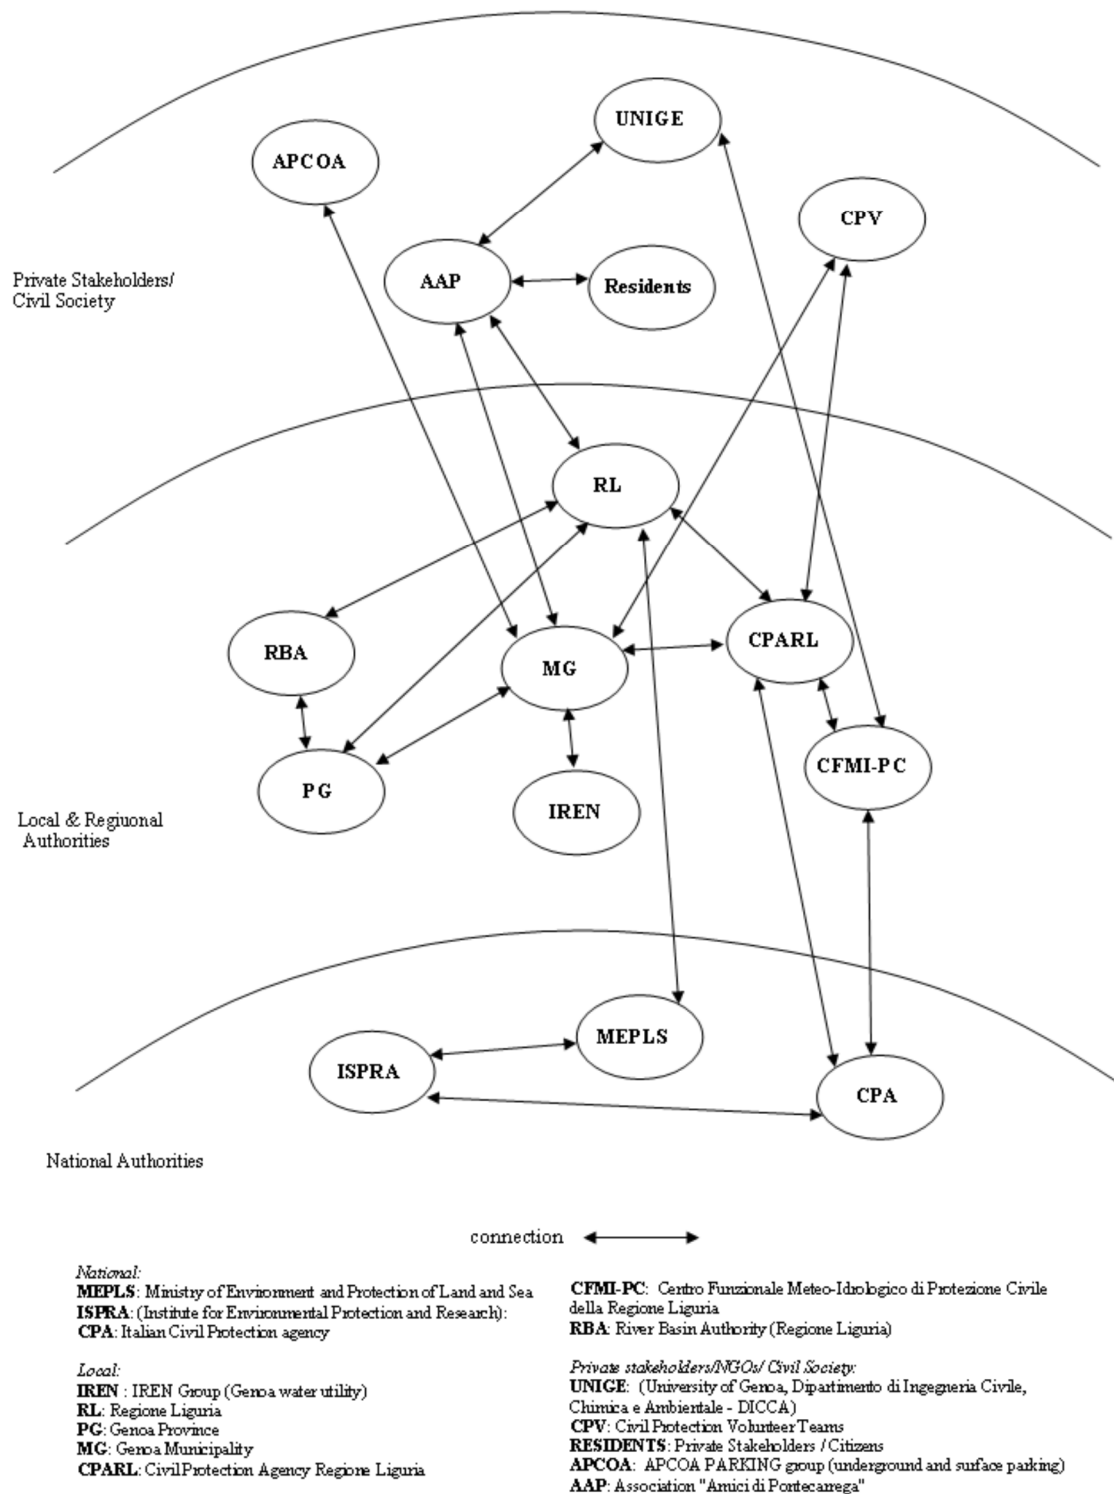 UNIGE
APCOA
CPV
Private Stakeholders/
Civil Society
AAP
Residents
RL
RBA
MG
CPARL
PG
IREN
CFMI-PC
Local & Regiuonal
Authorities
MEPLS
ISPRA
CPA
National Authorities
connection
National:
MEPLS: Ministry of Environment and Protection of Land and Sea
ISPRA: (Institute for Environmental Protection and Research):
CPA: Italian Civil Protection agency
Local:
IREN : IREN Group (Genoa water utility)
RL: Regione Liguria
PG: Genoa Province
MG: Genoa Municipality
CPARL: Civil Protection Agency Regione Liguria
CFMI-PC: Centro Funzionale Meteo-Idrologico di Protezione Civile
della Regione Liguria
RBA: River Basin Authority (Regione Liguria)
Private stakeholders/NGOs/ Civil Society:
UNIGE: (University of Genoa, Dipartimento di Ingegneria Civile,
Chimica e Ambientale - DICCA)
CPV: Civil Protection Volunteer Teams
RESIDENTS: Private Stakeholders / Citizens
APCOA: APCOA PARKING group (underground and surface parking)
AAP: Association "Amici di Pontecarrega"